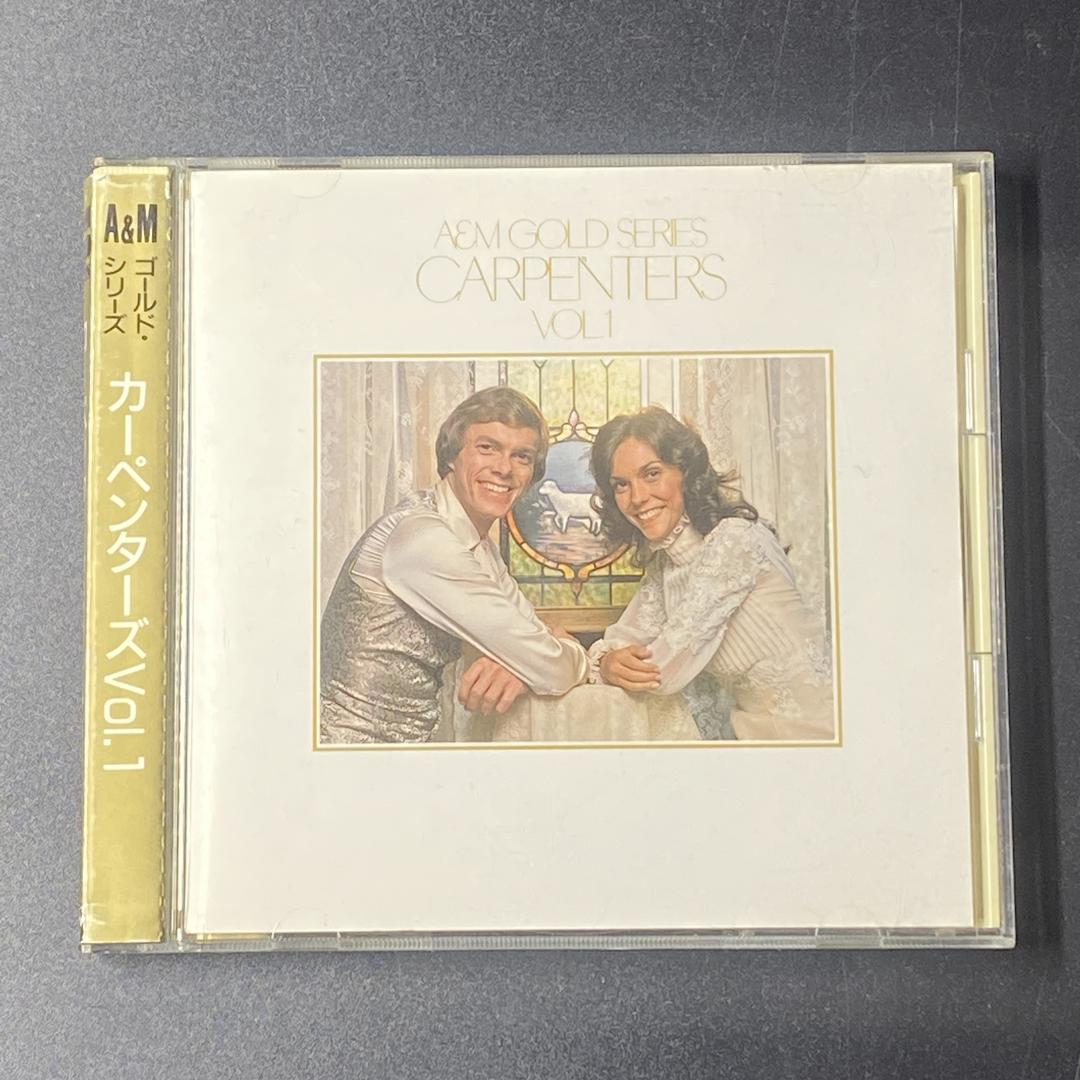 A&M
ゴールド・
シリーズ
カーペンターズVol.1
A&M GOLD SERIES
CARPENTERS
VOL.1